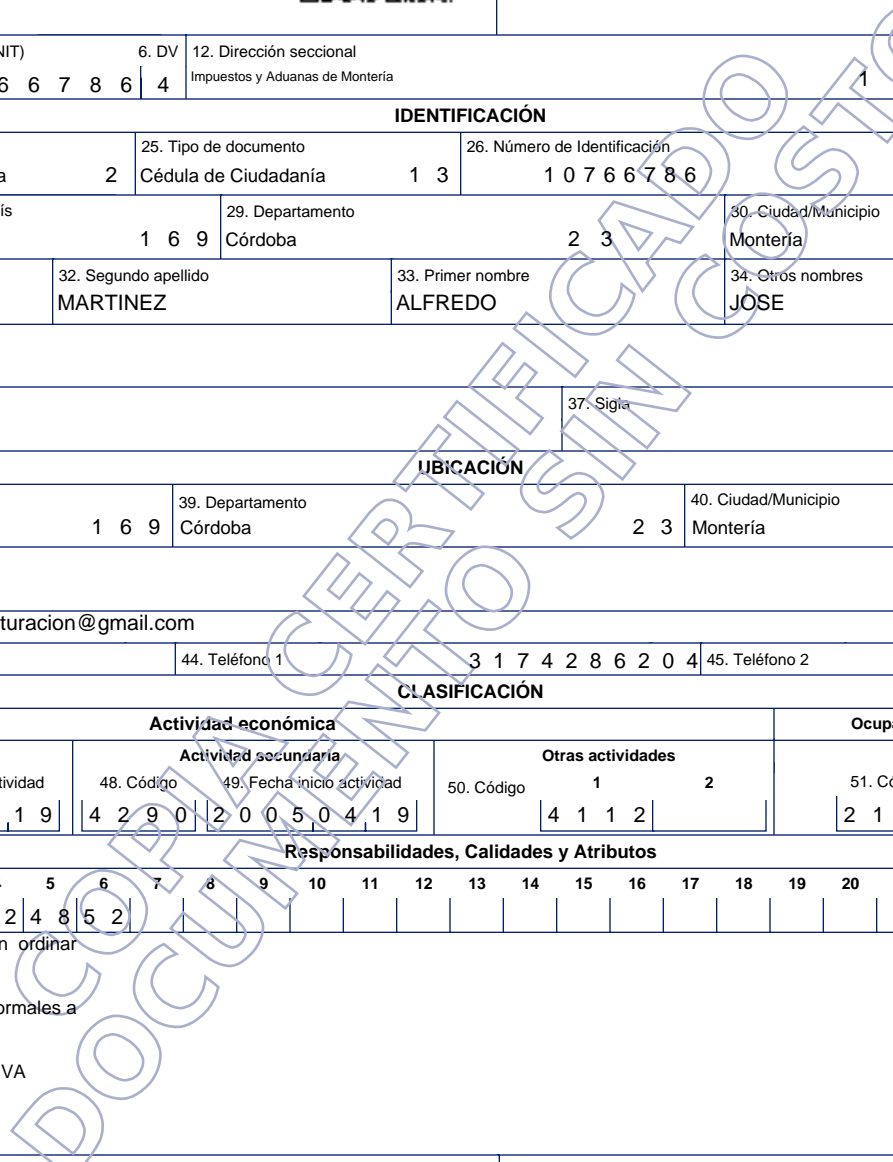 NIT) 6. DV 12. Dirección seccional
6 6 7 8 6 4 Impuestos y Aduanas de Montería 1
IDENTIFICACIÓN
25. Tipo de documento 26. Número de Identificación
a 2 Cédula de Ciudadanía 1 3 1 0 7 6 6 7 8 6
ís 29. Departamento 30. Ciudad/Municipio
1 6 9 Córdoba 2 3 Montería
32. Segundo apellido 33. Primer nombre 34. Otros nombres
MARTINEZ ALFREDO JOSE
37. Sigla
UBICACIÓN
39. Departamento 40. Ciudad/Municipio
1 6 9 Córdoba 2 3 Montería
turacion@gmail.com
44. Teléfono 1 3 1 7 4 2 8 6 2 0 4 45. Teléfono 2
CLASIFICACIÓN
Actividad económica Ocupa
Actividad secundaria Otras actividades
tividad 48. Código 49. Fecha inicio actividad 50. Código 1 2 51. Có
1 9 4 2 9 0 2 0 0 5 0 4 1 9 4 1 1 2 2 1
Responsabilidades, Calidades y Atributos
5 6 7 8 9 10 11 12 13 14 15 16 17 18 19 20
2 4 8 5 2
n ordinar
ormales a
VA
COPIA CERTIFICADO
DOCUMENTO SIN COSTO